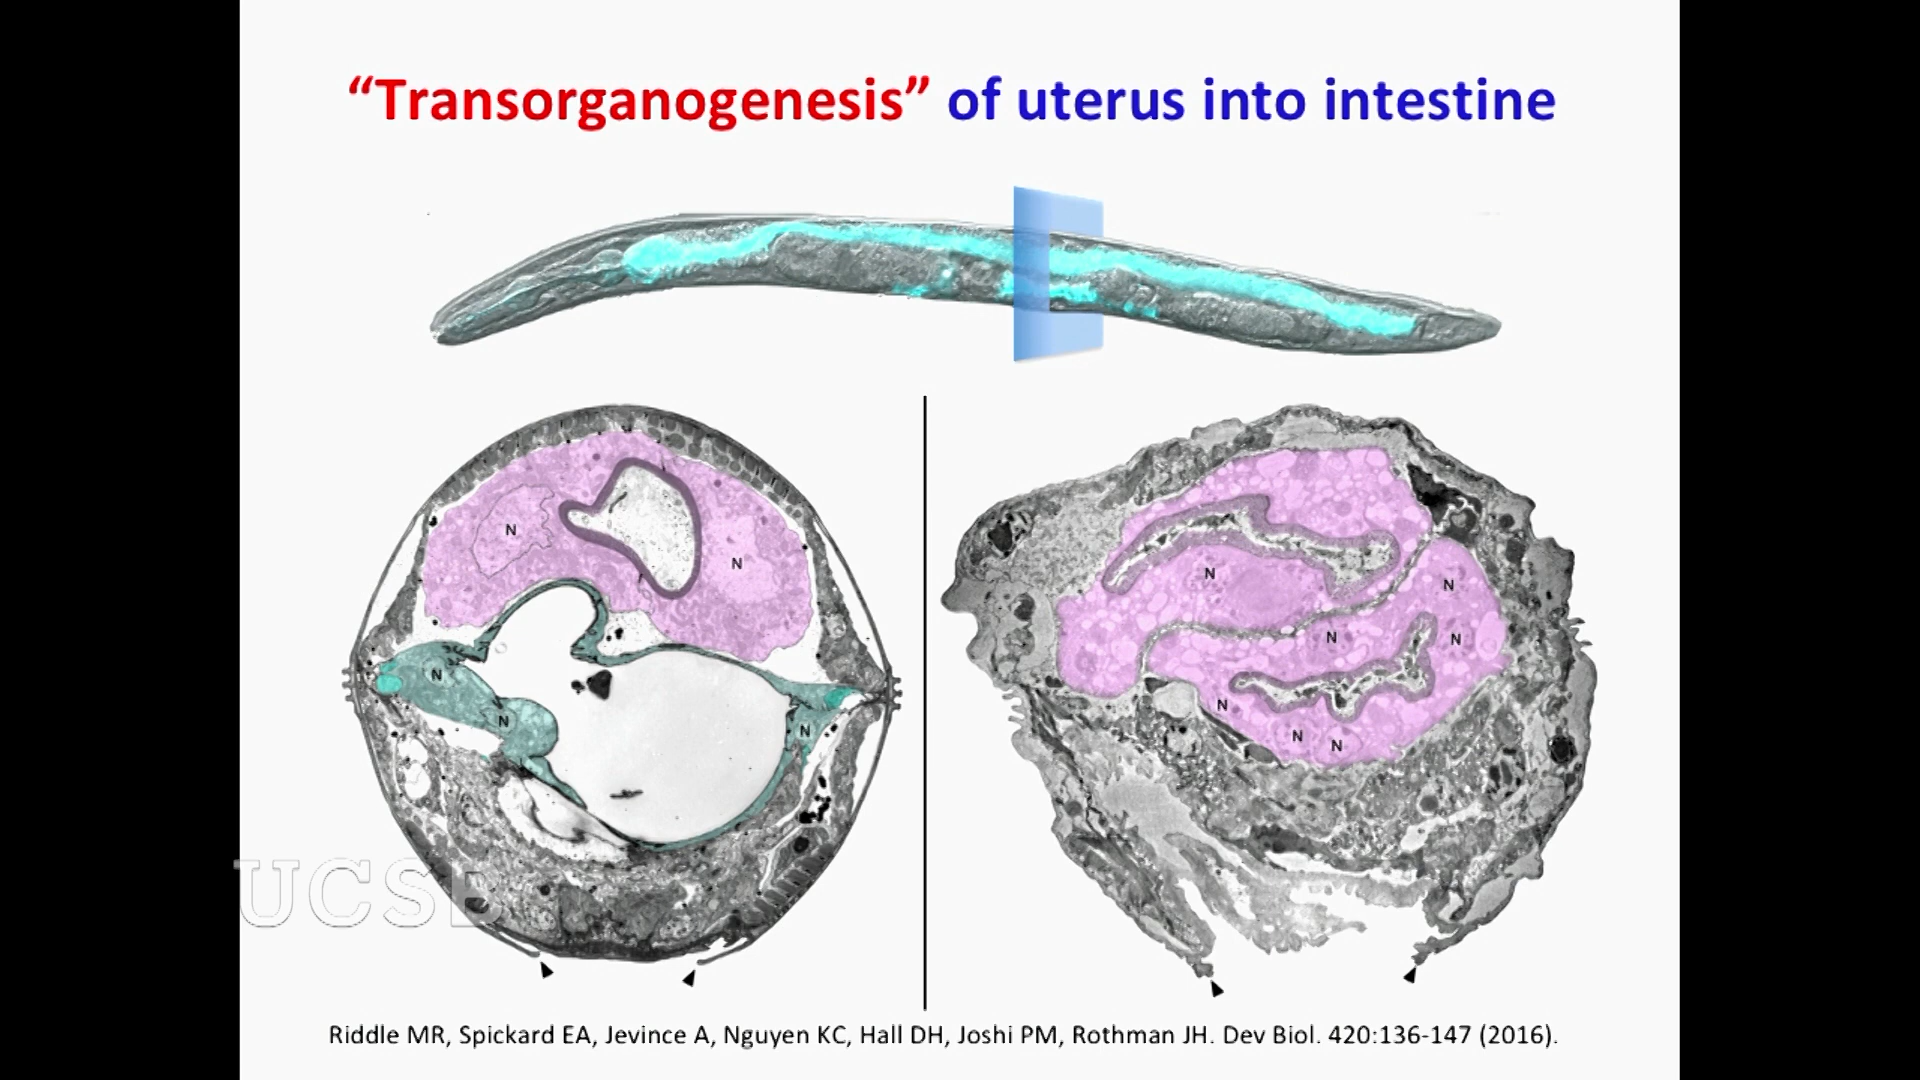 “Transorganogenesis” of uterus into intestine
N
N
N
N
N
N
N
N
N
N
N
N
N
UCSB
Riddle MR, Spickard EA, Jevince A, Nguyen KC, Hall DH, Joshi PM, Rothman JH. Dev Biol. 420:136-147 (2016).